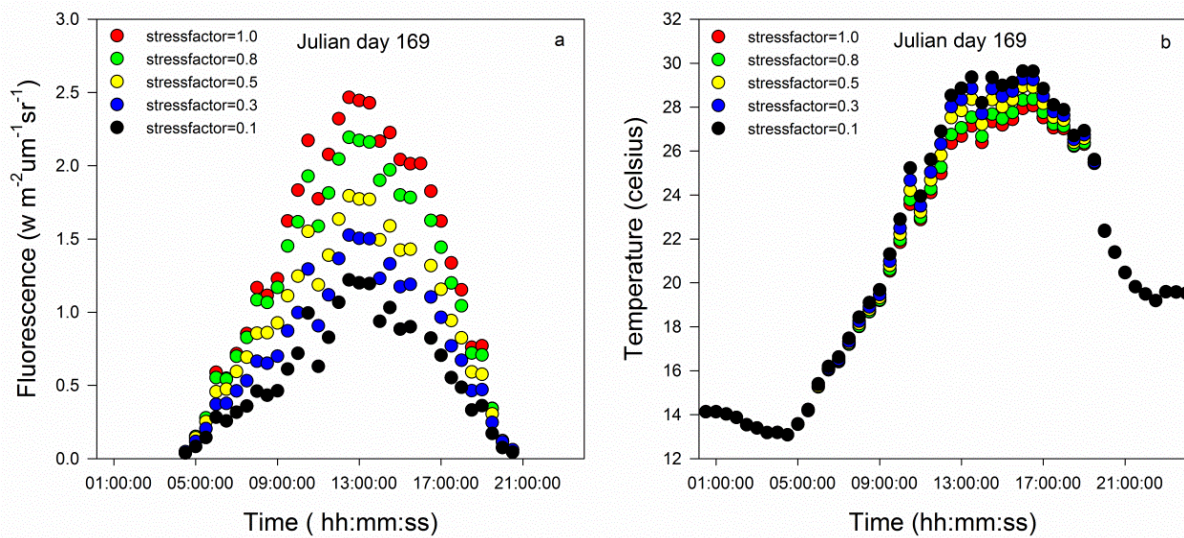 3.0
2.5
2.0
1.5
1.0
0.5
0.0
Fluorescence (w m⁻²um⁻¹sr⁻¹)
stressfactor=1.0
stressfactor=0.8
stressfactor=0.5
stressfactor=0.3
stressfactor=0.1
Julian day 169
a
01:00:00 05:00:00 09:00:00 13:00:00 17:00:00 21:00:00
Time ( hh:mm:ss)
32
30
28
26
24
22
20
18
16
14
12
Temperature (celsius)
stressfactor=1.0
stressfactor=0.8
stressfactor=0.5
stressfactor=0.3
stressfactor=0.1
Julian day 169
b
01:00:00 05:00:00 09:00:00 13:00:00 17:00:00 21:00:00
Time (hh:mm:ss)